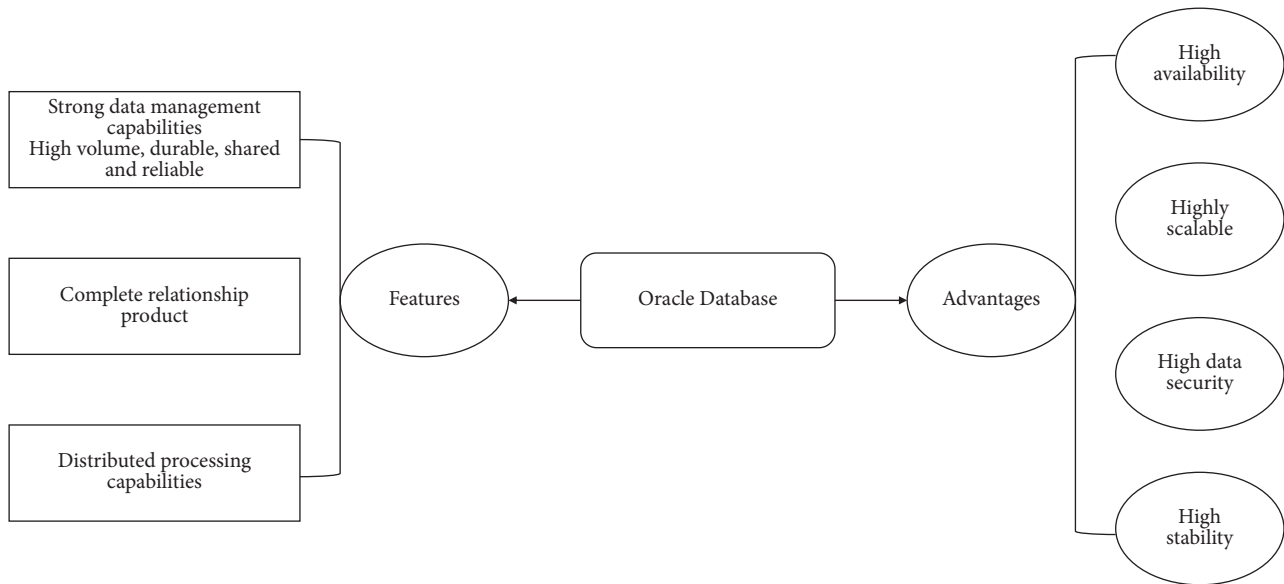 Strong data management
capabilities
High volume, durable, shared
and reliable
Complete relationship
product
Distributed processing
capabilities
Features
Oracle Database
Advantages
High
availability
Highly
scalable
High data
security
High
stability